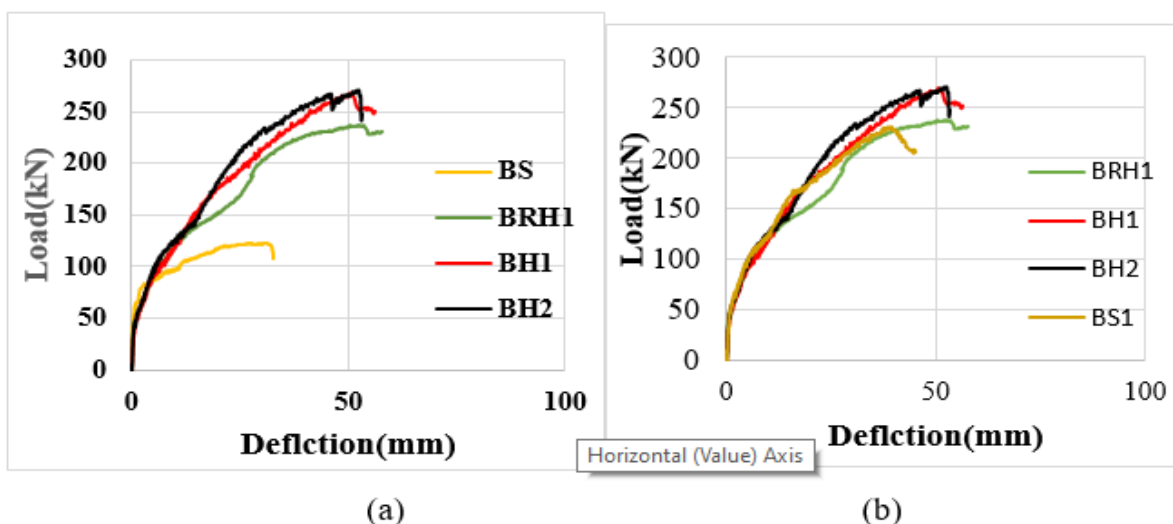 300
250
200
150
100
50
0
Load(kN)
0
50
100
Deflction(mm)
BS
BRH1
BH1
BH2
(a)
300
250
200
150
100
50
0
Load(kN)
0
50
100
Deflction(mm)
BRH1
BH1
BH2
BS1
Horizontal (Value) Axis
(b)